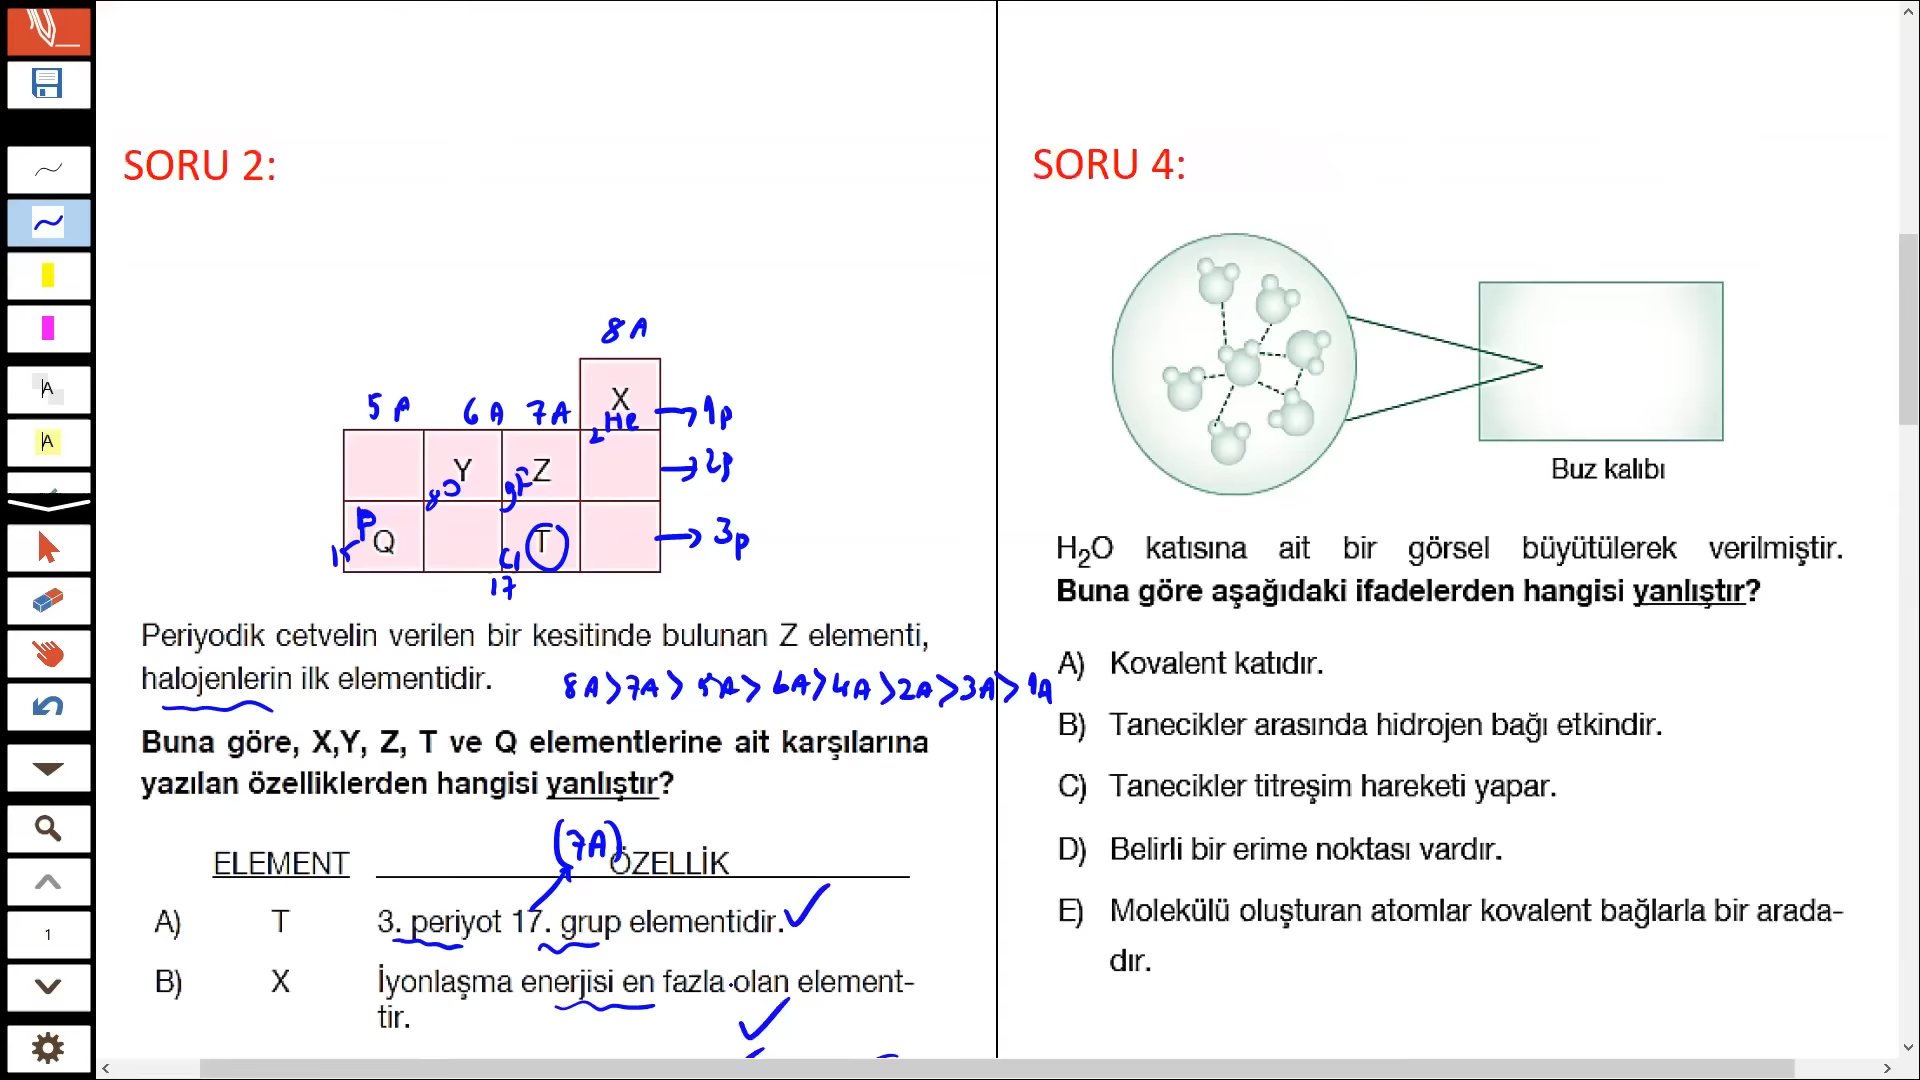 SORU 2:
8A
5A 6A 7A
X
2He
→1p
Y
8O
Z
9F
→2p
P
15
Q
Cl
17
T
→3p
Periyodik cetvelin verilen bir kesitinde bulunan Z elementi,
halojenlerin ilk elementidir.
8A>7A>5A>6A>4A>2A>3A>1A
Buna göre, X,Y, Z, T ve Q elementlerine ait karşılarına
yazılan özelliklerden hangisi yanlıştır?
(7A)
ELEMENT ÖZELLİK
A) T 3. periyot 17. grup elementidir.
B) X İyonlaşma enerjisi en fazla olan element-
tir.
SORU 4:
Buz kalıbı
H₂O katısına ait bir görsel büyütülerek verilmiştir.
Buna göre aşağıdaki ifadelerden hangisi yanlıştır?
A) Kovalent katıdır.
B) Tanecikler arasında hidrojen bağı etkindir.
C) Tanecikler titreşim hareketi yapar.
D) Belirli bir erime noktası vardır.
E) Molekülü oluşturan atomlar kovalent bağlarla bir arada-
dır.
A
A
1